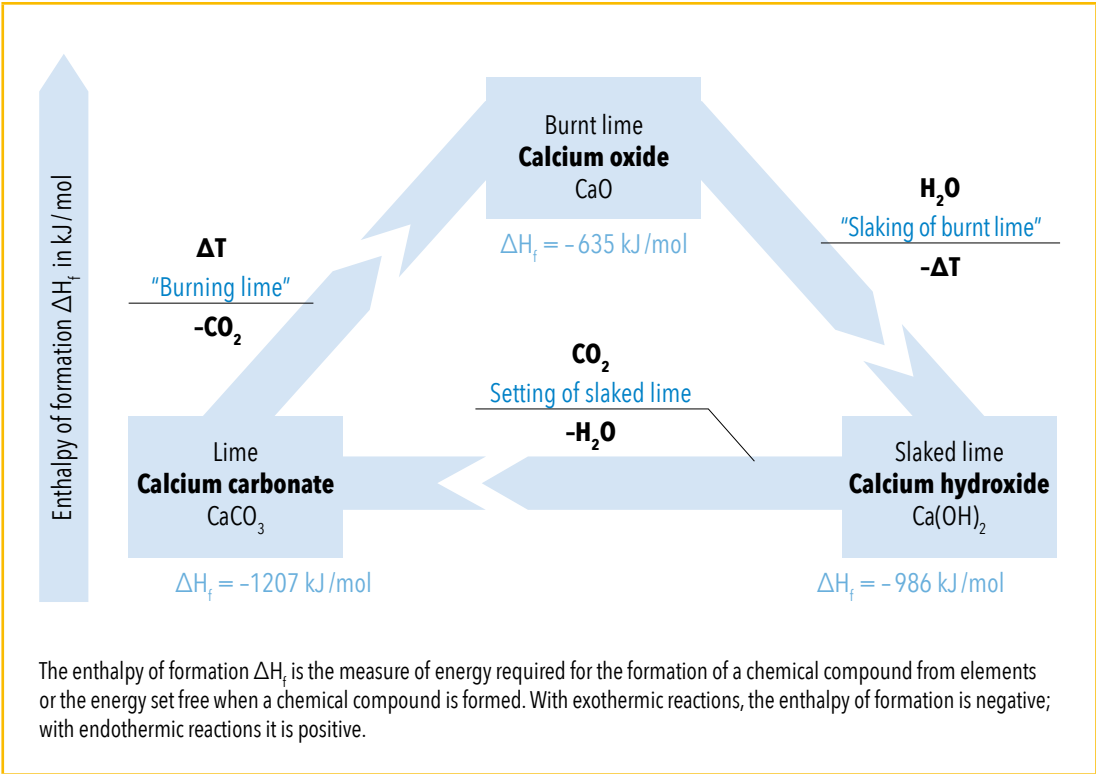 Enthalpy of formation ΔHf in kJ/mol
Burnt lime
Calcium oxide
CaO
ΔHf = –635 kJ/mol
ΔT
"Burning lime"
–CO2
H2O
"Slaking of burnt lime"
–ΔT
CO2
Setting of slaked lime
–H2O
Lime
Calcium carbonate
CaCO3
ΔHf = –1207 kJ/mol
Slaked lime
Calcium hydroxide
Ca(OH)2
ΔHf = –986 kJ/mol
The enthalpy of formation ΔHf is the measure of energy required for the formation of a chemical compound from elements
or the energy set free when a chemical compound is formed. With exothermic reactions, the enthalpy of formation is negative;
with endothermic reactions it is positive.